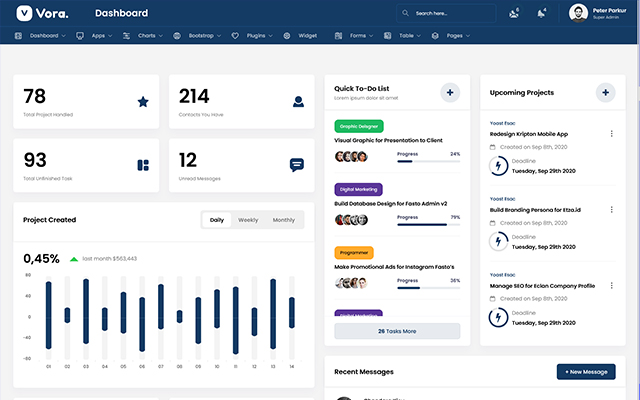 Vora.
Dashboard
Search here...
6
4
Peter Parkur
Super Admin
Dashboard
Apps
Charts
Bootstrap
Plugins
Widget
Forms
Table
Pages
78
Total Project Handled
214
Contacts You Have
93
Total Unfinished Task
12
Unread Messages
Project Created
Daily
Weekly
Monthly
0,45%
last month $563,443
80
40
0
-40
-80
01 02 03 04 05 06 07 08 09 10 11 12 13 14
Quick To-Do List
Lorem ipsum dolor sit amet
+
Graphic Deisgner
Visual Graphic for Presentation to Client
Progress 24%
Digital Marketing
Build Database Design for Fasto Admin v2
Progress 79%
Programmer
Make Promotional Ads for Instagram Fasto's
Progress 36%
Digital Marketing
26 Tasks More
Upcoming Projects
+
Yoast Esac
Redesign Kripton Mobile App
Created on Sep 8th, 2020
Deadline
Tuesday, Sep 29th 2020
Yoast Esac
Build Branding Persona for Etza.id
Created on Sep 8th, 2020
Deadline
Tuesday, Sep 29th 2020
Yoast Esac
Manage SEO for Eclan Company Profile
Created on Sep 8th, 2020
Deadline
Tuesday, Sep 29th 2020
Recent Messages
+ New Message